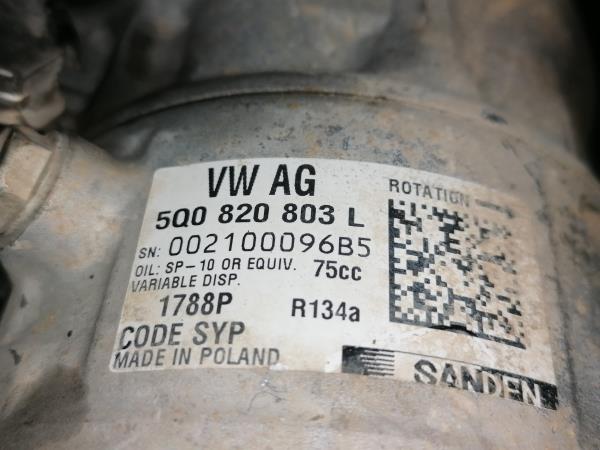 VW AG
ROTATION
5Q0 820 803 L
SN: 002100096B5
OIL: SP-10 OR EQUIV. 75cc
VARIABLE DISP.
1788P R134a
CODE SYP
MADE IN POLAND
SANDEN